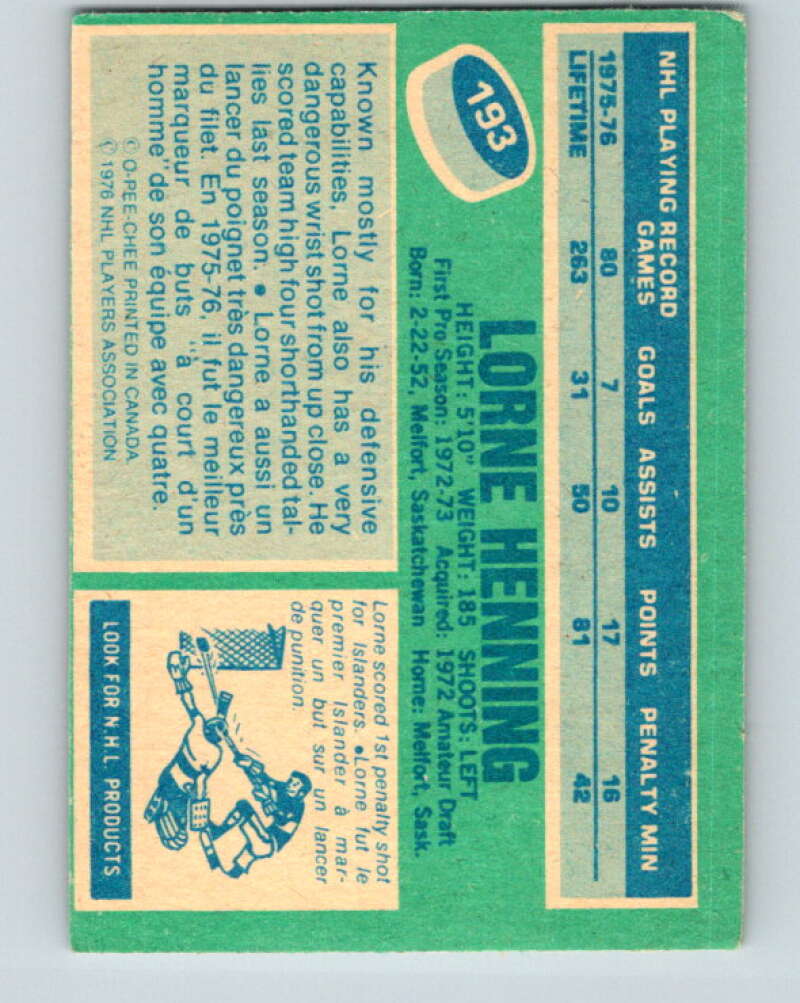 NHL PLAYING RECORD
GAMES GOALS ASSISTS POINTS PENALTY MIN
1975-76 80 7 10 17 16
LIFETIME 263 31 50 81 42
193
LORNE HENNING
HEIGHT: 5'10" WEIGHT: 185 SHOOTS: LEFT
First Pro Season: 1972-73 Acquired: 1972 Amateur Draft
Born: 2-22-52, Melfort, Saskatchewan Home: Melfort, Sask.
Known mostly for his defensive
capabilities, Lorne also has a very
dangerous wrist shot from up close. He
scored team high four shorthanded tal-
lies last season. • Lorne a aussi un
lancer du poignet très dangereux près
du filet. En 1975-76, il fut le meilleur
marqueur de buts "à court d'un
homme" de son équipe avec quatre.
© O-PEE-CHEE PRINTED IN CANADA.
© 1976 NHL PLAYERS ASSOCIATION
Lorne scored 1st penalty shot
for Islanders. •Lorne fut le
premier Islander à mar-
quer un but sur un lancer
de punition.
LOOK FOR N.H.L. PRODUCTS